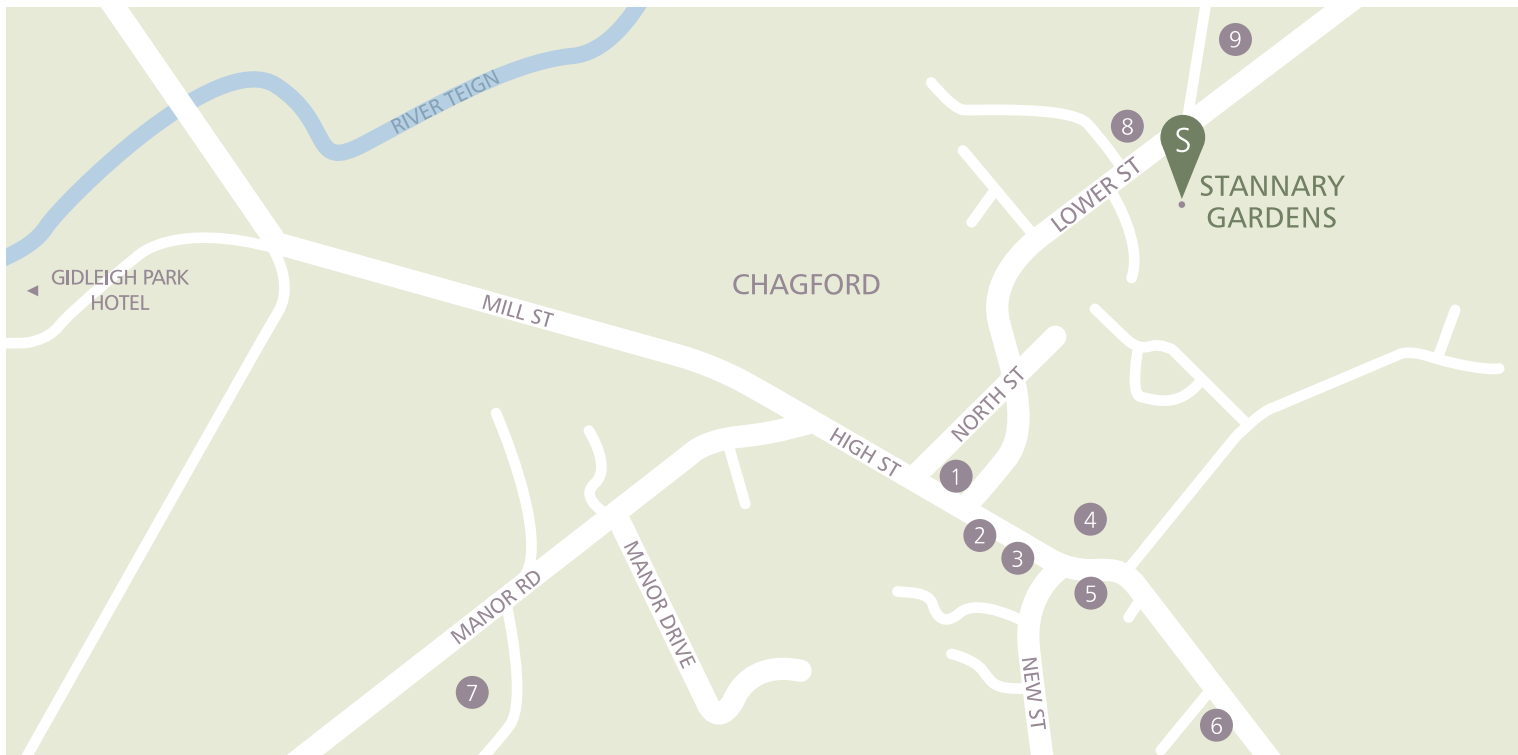 9
RIVER TEIGN
8
S
LOWER ST
STANNARY
GARDENS
GIDLEIGH PARK
HOTEL
CHAGFORD
MILL ST
NORTH ST
HIGH ST
1
4
2
3
5
MANOR RD
MANOR DRIVE
NEW ST
7
6